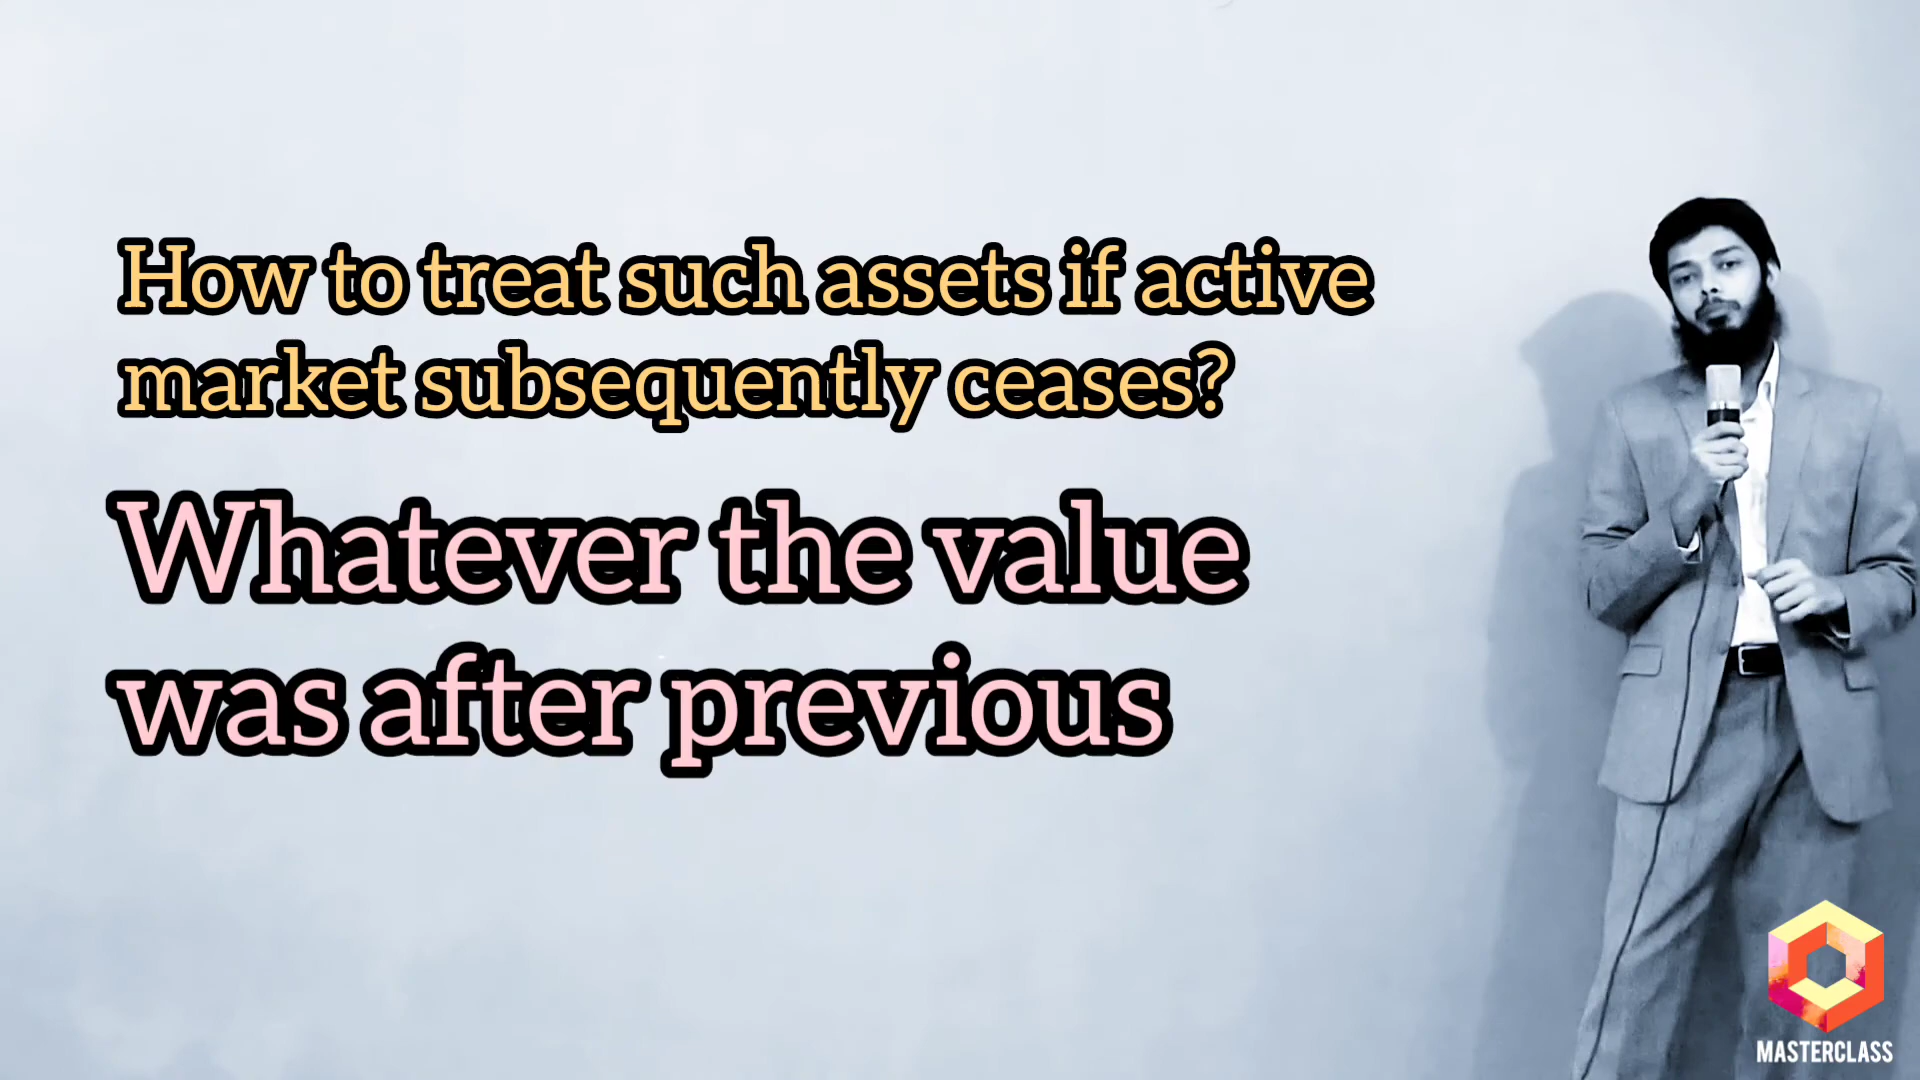 How to treat such assets if active
market subsequently ceases?
Whatever the value
was after previous
MASTERCLASS